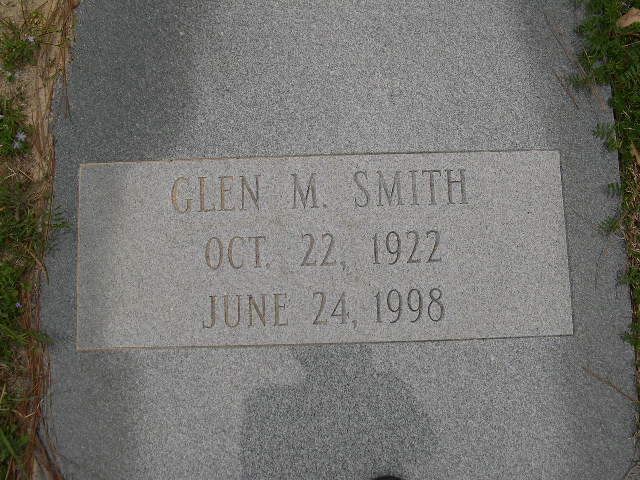 GLEN M. SMITH
OCT. 22, 1922
JUNE 24, 1998